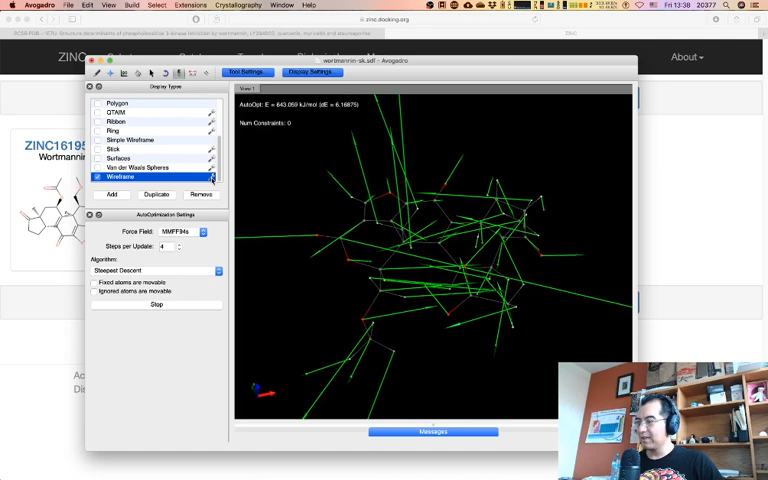 Avogadro File Edit View Build Select Extensions Crystallography Window Help
Fri 13:38 20377
zinc.docking.org
ZINC
ZINC
About
wortmannin-sk.sdf - Avogadro
Tool Settings...
Display Settings...
Display Types
View 1
Polygon
QTAIM
Ribbon
Ring
Simple Wireframe
Stick
Surfaces
Van der Waals Spheres
Wireframe
Add
Duplicate
Remove
AutoOptimization Settings
Force Field: MMFF94s
Steps per Update: 4
Algorithm:
Steepest Descent
Fixed atoms are movable
Ignored atoms are movable
Stop
AutoOpt: E = 643.059 kJ/mol (dE = 6.16875)
Num Constraints: 0
ZINC16195
Wortmannin
Messages